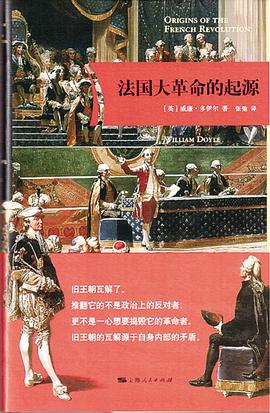 ORIGINS OF THE
FRENCH REVOLUTION
法国大革命的起源
[英] 威廉·多伊尔 著 张弛 译
WILLIAM DOYLE
旧王朝瓦解了。
推翻它的不是政治上的反对者，
更不是一心想要捣毁它的革命者，
旧王朝的瓦解源于自身内部的矛盾。
上海人民出版社